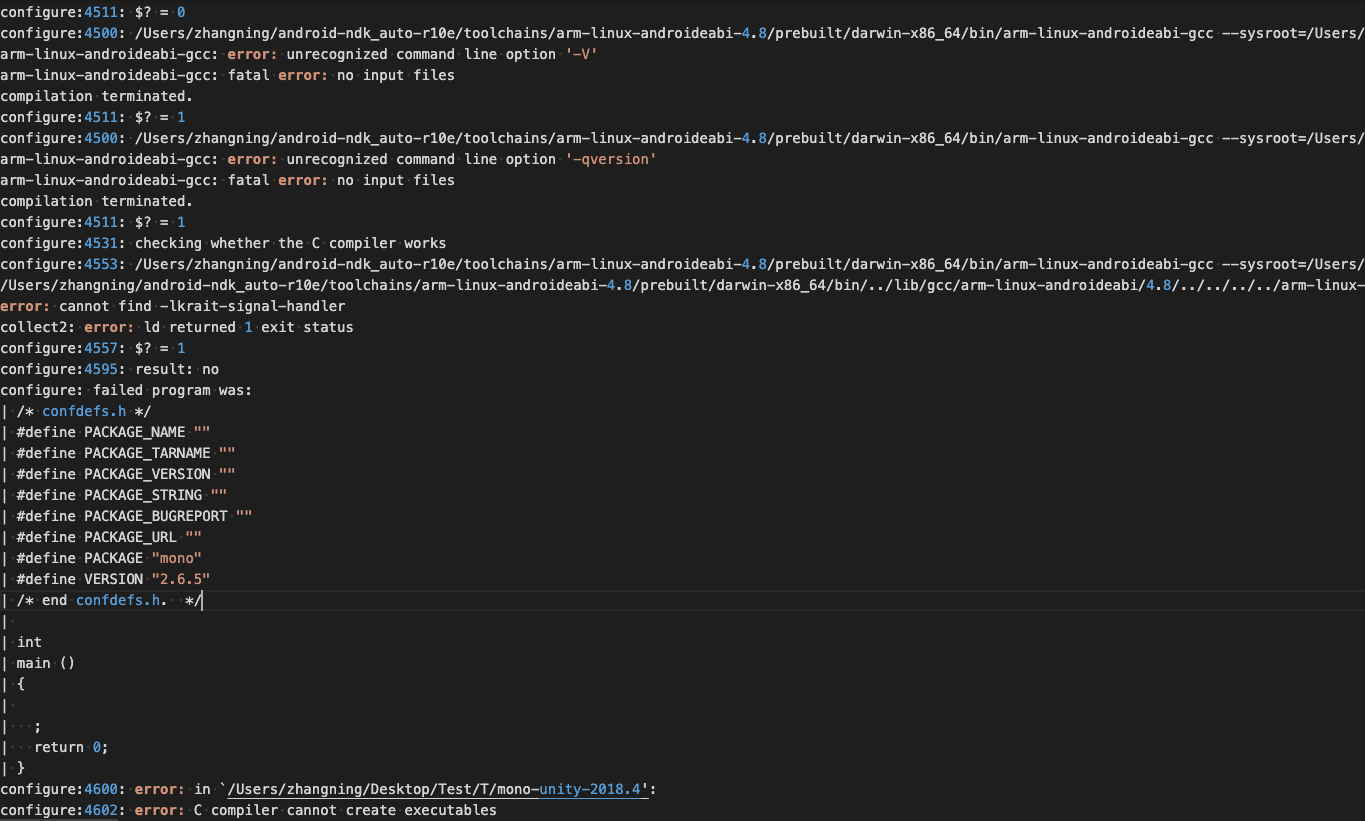 configure:4511: $? = 0
configure:4500: /Users/zhangning/android-ndk_auto-r10e/toolchains/arm-linux-androideabi-4.8/prebuilt/darwin-x86_64/bin/arm-linux-androideabi-gcc --sysroot=/Users/
arm-linux-androideabi-gcc: error: unrecognized command line option '-V'
arm-linux-androideabi-gcc: fatal error: no input files
compilation terminated.
configure:4511: $? = 1
configure:4500: /Users/zhangning/android-ndk_auto-r10e/toolchains/arm-linux-androideabi-4.8/prebuilt/darwin-x86_64/bin/arm-linux-androideabi-gcc --sysroot=/Users/
arm-linux-androideabi-gcc: error: unrecognized command line option '-qversion'
arm-linux-androideabi-gcc: fatal error: no input files
compilation terminated.
configure:4511: $? = 1
configure:4531: checking whether the C compiler works
configure:4553: /Users/zhangning/android-ndk_auto-r10e/toolchains/arm-linux-androideabi-4.8/prebuilt/darwin-x86_64/bin/arm-linux-androideabi-gcc --sysroot=/Users/
/Users/zhangning/android-ndk_auto-r10e/toolchains/arm-linux-androideabi-4.8/prebuilt/darwin-x86_64/bin/../lib/gcc/arm-linux-androideabi/4.8/../../../../arm-linux-
error: cannot find -lkrait-signal-handler
collect2: error: ld returned 1 exit status
configure:4557: $? = 1
configure:4595: result: no
configure: failed program was:
| /* confdefs.h */
| #define PACKAGE_NAME ""
| #define PACKAGE_TARNAME ""
| #define PACKAGE_VERSION ""
| #define PACKAGE_STRING ""
| #define PACKAGE_BUGREPORT ""
| #define PACKAGE_URL ""
| #define PACKAGE "mono"
| #define VERSION "2.6.5"
| /* end confdefs.h.  */
|
| int
| main ()
| {
|
|   ;
|   return 0;
| }
configure:4600: error: in `/Users/zhangning/Desktop/Test/T/mono-unity-2018.4':
configure:4602: error: C compiler cannot create executables